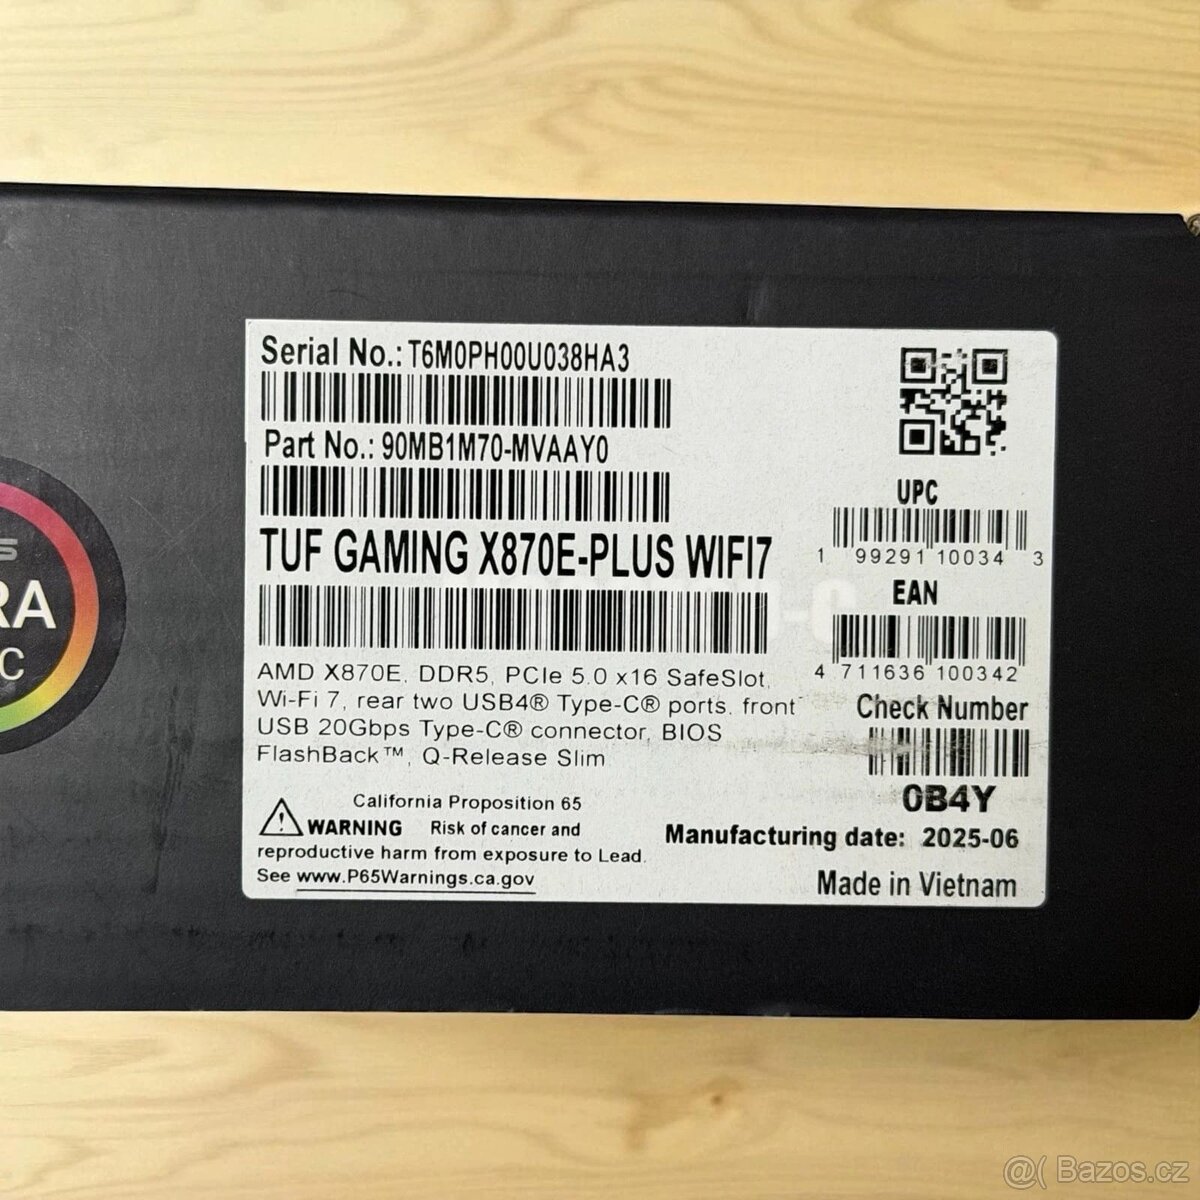 Serial No.: T6M0PH00U038HA3
Part No.: 90MB1M70-MVAAY0
TUF GAMING X870E-PLUS WIFI7
AMD X870E, DDR5, PCIe 5.0 x16 SafeSlot,
Wi-Fi 7, rear two USB4® Type-C® ports, front
USB 20Gbps Type-C® connector, BIOS
FlashBack™, Q-Release Slim
California Proposition 65
WARNING Risk of cancer and
reproductive harm from exposure to Lead.
See www.P65Warnings.ca.gov
UPC
1 99291 10034 3
EAN
4 711636 100342
Check Number
0B4Y
Manufacturing date: 2025-06
Made in Vietnam
S
RA
C
@( Bazos.cz